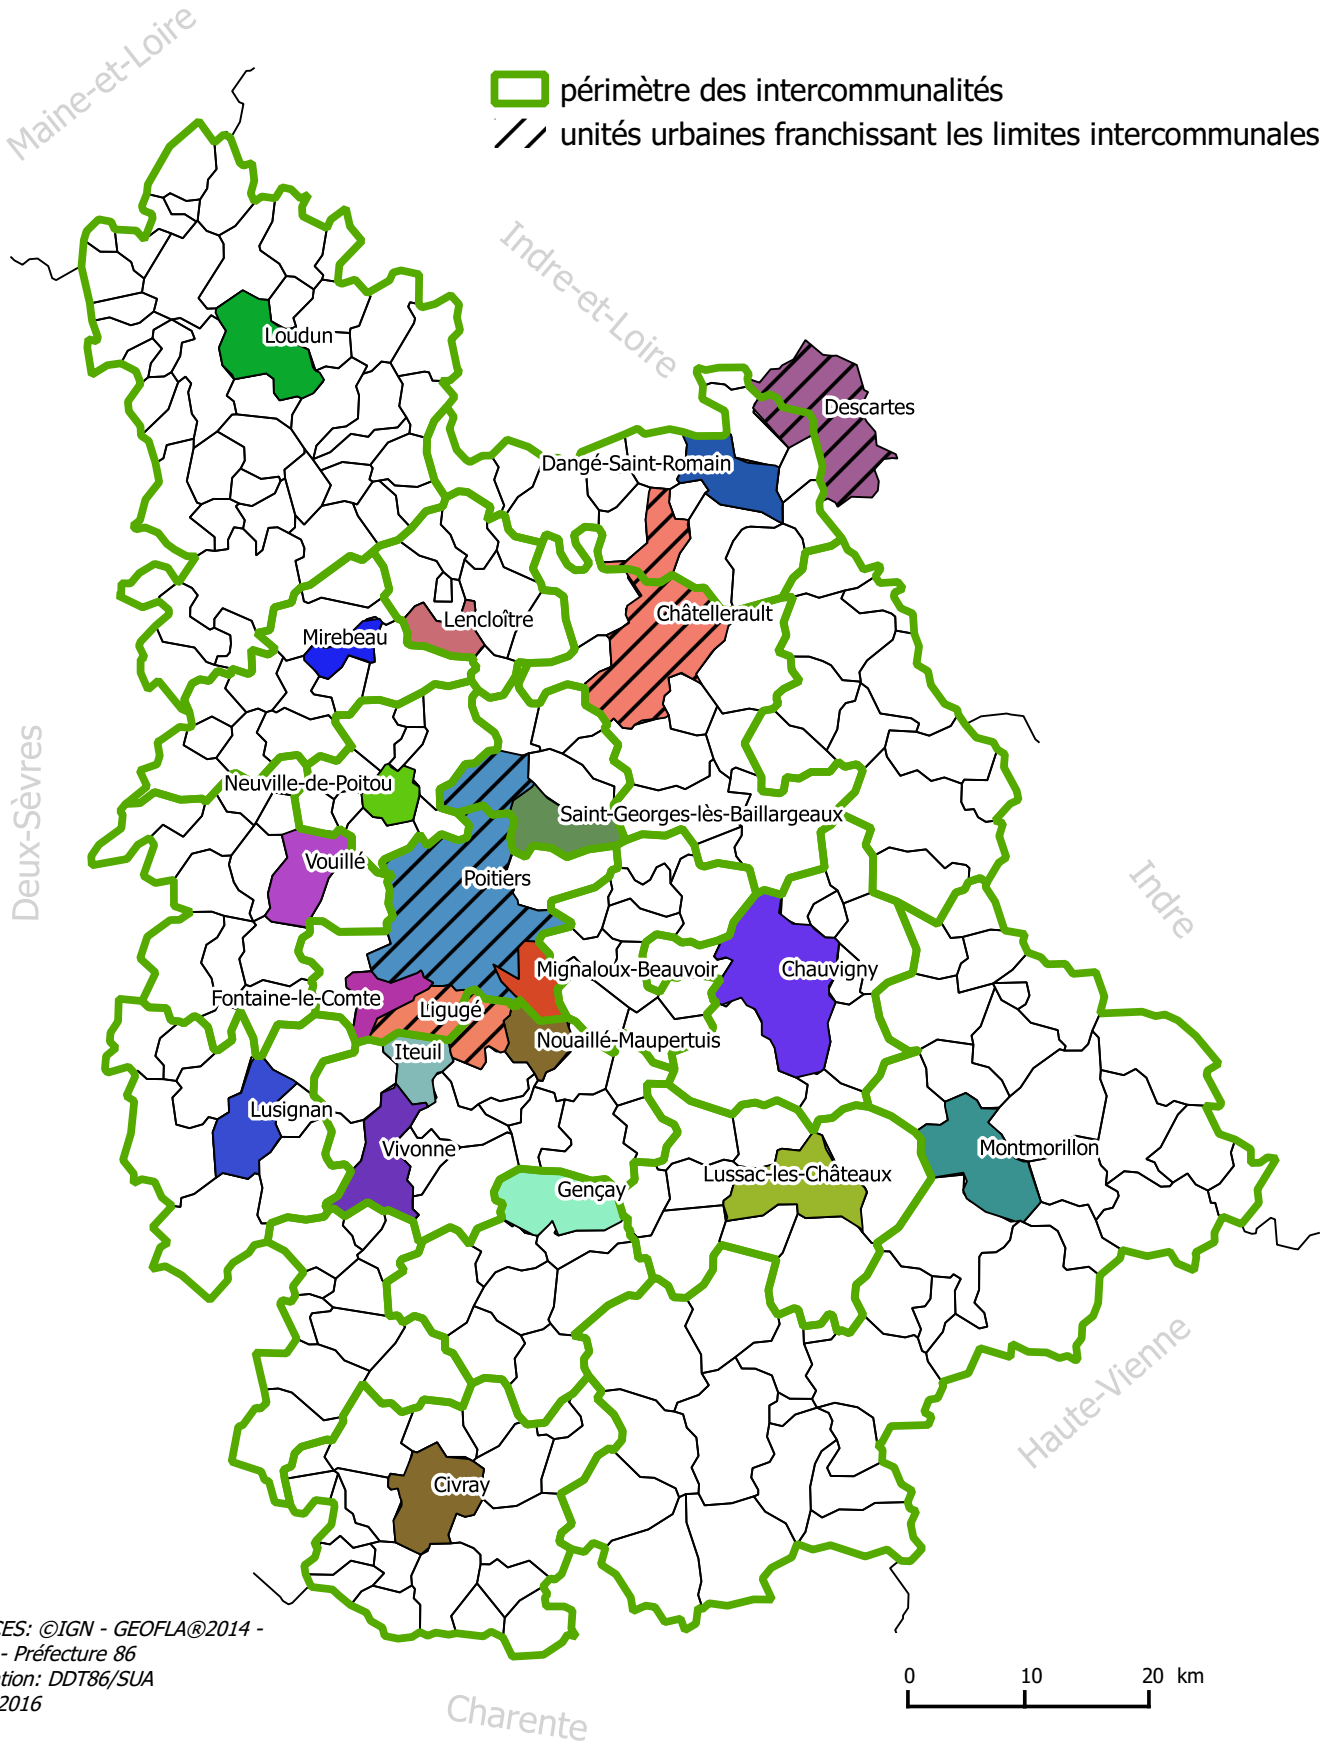 Maine-et-Loire
périmètre des intercommunalités
unités urbaines franchissant les limites intercommunales
Indre-et-Loire
Loudun
Descartes
Dangé-Saint-Romain
Châtellerault
Lencloître
Mirebeau
Deux-Sèvres
Neuville-de-Poitou
Saint-Georges-lès-Baillargeaux
Vouillé
Poitiers
Indre
Mignaloux-Beauvoir
Chauvigny
Fontaine-le-Comte
Ligugé
Nouaillé-Maupertuis
Iteuil
Lusignan
Vivonne
Montmorillon
Lussac-les-Châteaux
Gençay
Haute-Vienne
Civray
CES: ©IGN - GEOFLA®2014 -
- Préfecture 86
tion: DDT86/SUA
2016
0 10 20 km
Charente